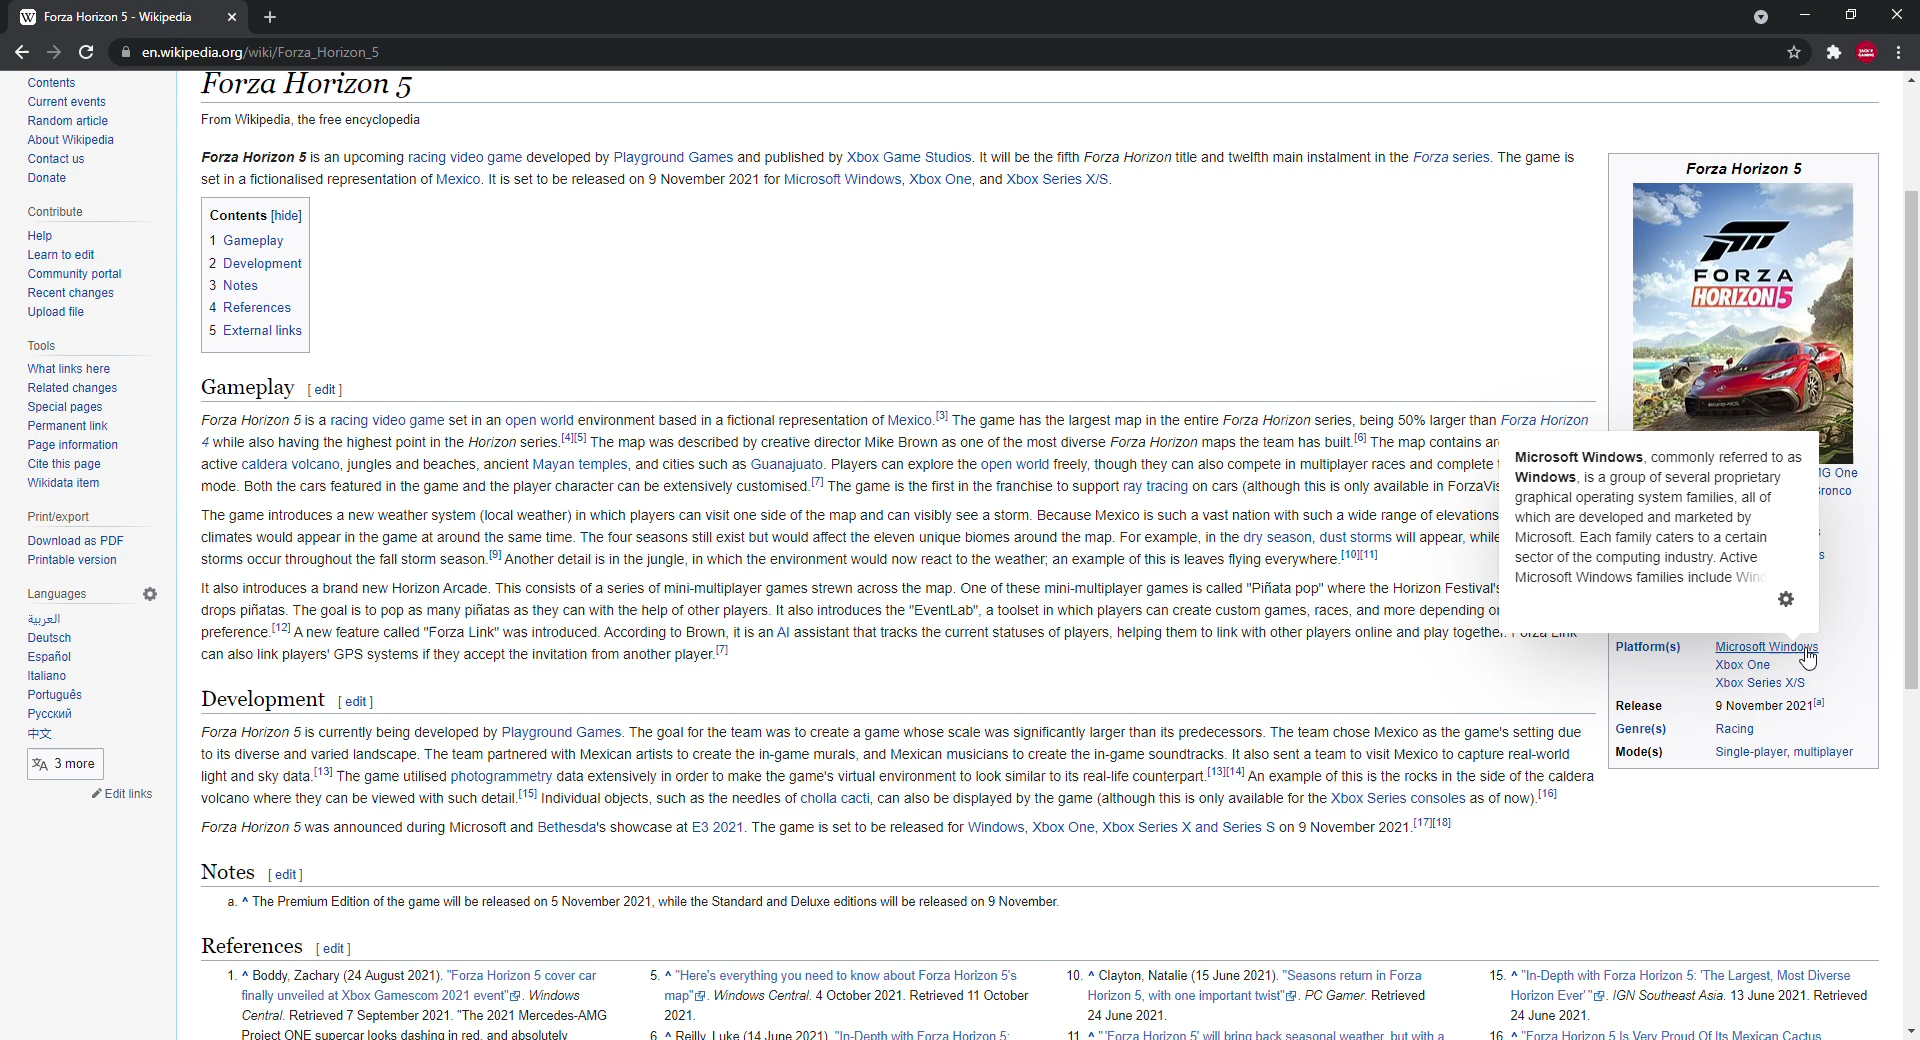 Forza Horizon 5 - Wikipedia
en.wikipedia.org/wiki/Forza_Horizon_5
Contents
Current events
Random article
About Wikipedia
Contact us
Donate
Contribute
Help
Learn to edit
Community portal
Recent changes
Upload file
Tools
What links here
Related changes
Special pages
Permanent link
Page information
Cite this page
Wikidata item
Print/export
Download as PDF
Printable version
Languages
العربية
Deutsch
Español
Italiano
Português
Русский
中文
3 more
Edit links
Forza Horizon 5
From Wikipedia, the free encyclopedia
Forza Horizon 5 is an upcoming racing video game developed by Playground Games and published by Xbox Game Studios. It will be the fifth Forza Horizon title and twelfth main instalment in the Forza series. The game is
set in a fictionalised representation of Mexico. It is set to be released on 9 November 2021 for Microsoft Windows, Xbox One, and Xbox Series X/S.
Contents [hide]
1 Gameplay
2 Development
3 Notes
4 References
5 External links
Gameplay [ edit ]
Forza Horizon 5 is a racing video game set in an open world environment based in a fictional representation of Mexico.[3] The game has the largest map in the entire Forza Horizon series, being 50% larger than Forza Horizon
4 while also having the highest point in the Horizon series.[4][5] The map was described by creative director Mike Brown as one of the most diverse Forza Horizon maps the team has built.[6] The map contains
active caldera volcano, jungles and beaches, ancient Mayan temples, and cities such as Guanajuato. Players can explore the open world freely, though they can also compete in multiplayer races and complete
mode. Both the cars featured in the game and the player character can be extensively customised.[7] The game is the first in the franchise to support ray tracing on cars (although this is only available in ForzaVis
The game introduces a new weather system (local weather) in which players can visit one side of the map and can visibly see a storm. Because Mexico is such a vast nation with such a wide range of elevations
climates would appear in the game at around the same time. The four seasons still exist but would affect the eleven unique biomes around the map. For example, in the dry season, dust storms will appear, while
storms occur throughout the fall storm season.[9] Another detail is in the jungle, in which the environment would now react to the weather; an example of this is leaves flying everywhere.[10][11]
It also introduces a brand new Horizon Arcade. This consists of a series of mini-multiplayer games strewn across the map. One of these mini-multiplayer games is called "Piñata pop" where the Horizon Festival's
drops piñatas. The goal is to pop as many piñatas as they can with the help of other players. It also introduces the "EventLab", a toolset in which players can create custom games, races, and more depending
preference.[12] A new feature called "Forza Link" was introduced. According to Brown, it is an AI assistant that tracks the current statuses of players, helping them to link with other players online and play together. Forza Link
can also link players' GPS systems if they accept the invitation from another player.[7]
Development [ edit ]
Forza Horizon 5 is currently being developed by Playground Games. The goal for the team was to create a game whose scale was significantly larger than its predecessors. The team chose Mexico as the game's setting due
to its diverse and varied landscape. The team partnered with Mexican artists to create the in-game murals, and Mexican musicians to create the in-game soundtracks. It also sent a team to visit Mexico to capture real-world
light and sky data.[13] The game utilised photogrammetry data extensively in order to make the game's virtual environment to look similar to its real-life counterpart.[13][14] An example of this is the rocks in the side of the caldera
volcano where they can be viewed with such detail.[15] Individual objects, such as the needles of cholla cacti, can also be displayed by the game (although this is only available for the Xbox Series consoles as of now).[16]
Forza Horizon 5 was announced during Microsoft and Bethesda's showcase at E3 2021. The game is set to be released for Windows, Xbox One, Xbox Series X and Series S on 9 November 2021.[17][18]
Notes [ edit ]
a. ^ The Premium Edition of the game will be released on 5 November 2021, while the Standard and Deluxe editions will be released on 9 November.
References [ edit ]
1. ^ Boddy, Zachary (24 August 2021). "Forza Horizon 5 cover car
finally unveiled at Xbox Gamescom 2021 event". Windows
Central. Retrieved 7 September 2021. "The 2021 Mercedes-AMG
Project ONE supercar looks dashing in red, and absolutely
5. ^ "Here's everything you need to know about Forza Horizon 5's
map". Windows Central. 4 October 2021. Retrieved 11 October
2021.
6. ^ Reilly, Luke (14 June 2021). "In-Depth with Forza Horizon 5:
10. ^ Clayton, Natalie (15 June 2021). "Seasons return in Forza
Horizon 5, with one important twist". PC Gamer. Retrieved
24 June 2021.
11. ^ "'Forza Horizon 5' will bring back seasonal weather, but with a
15. ^ "In-Depth with Forza Horizon 5: 'The Largest, Most Diverse
Horizon Ever'". IGN Southeast Asia. 13 June 2021. Retrieved
24 June 2021.
16. ^ "Forza Horizon 5 Is Very Proud Of Its Mexican Cactus
Forza Horizon 5
FORZA
HORIZON 5
G One
Bronco
Microsoft Windows, commonly referred to as
Windows, is a group of several proprietary
graphical operating system families, all of
which are developed and marketed by
Microsoft. Each family caters to a certain
sector of the computing industry. Active
Microsoft Windows families include Win
Platform(s) Microsoft Windows
Xbox One
Xbox Series X/S
Release 9 November 2021[a]
Genre(s) Racing
Mode(s) Single-player, multiplayer